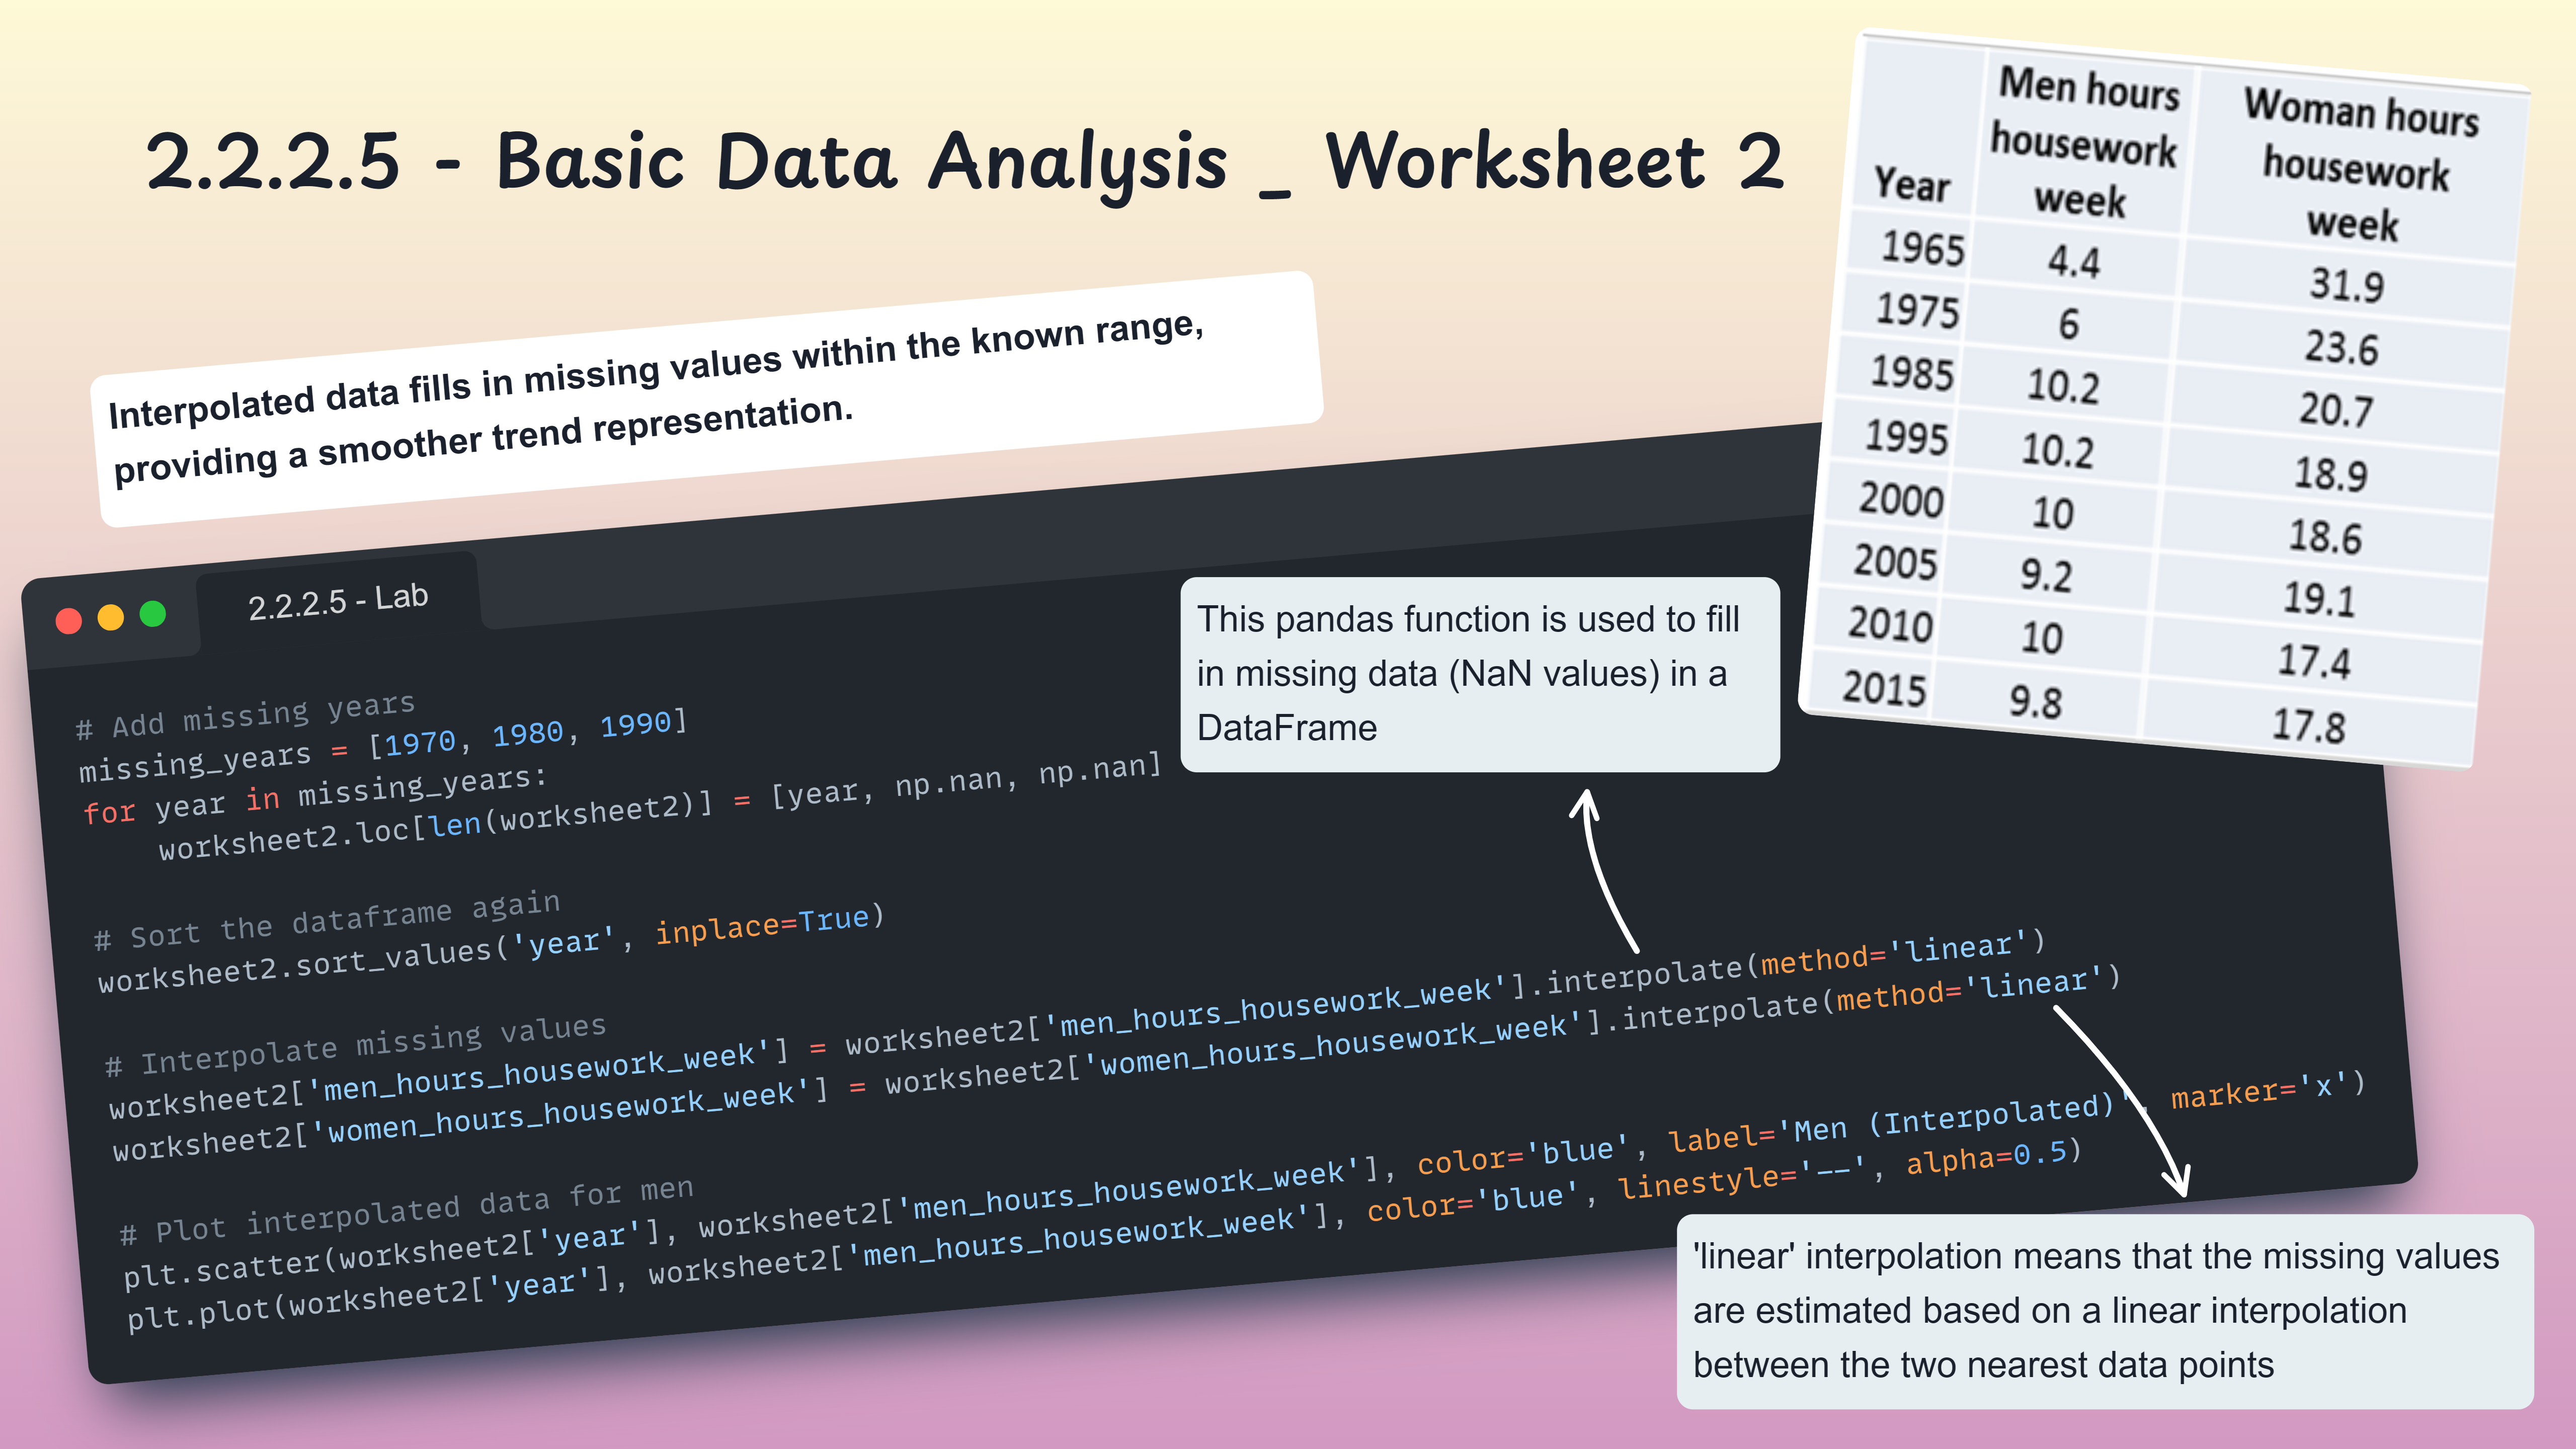 2.2.2.5 - Basic Data Analysis _ Worksheet 2
Interpolated data fills in missing values within the known range,
providing a smoother trend representation.
Men hours
housework
week
Woman hours
housework
week
Year
1965 4.4 31.9
1975 6 23.6
1985 10.2 20.7
1995 10.2 18.9
2000 10 18.6
2005 9.2 19.1
2010 10 17.4
2015 9.8 17.8
2.2.2.5 - Lab
This pandas function is used to fill
in missing data (NaN values) in a
DataFrame
# Add missing years
missing_years = [1970, 1980, 1990]
for year in missing_years:
    worksheet2.loc[len(worksheet2)] = [year, np.nan, np.nan]
# Sort the dataframe again
worksheet2.sort_values('year', inplace=True)
# Interpolate missing values
worksheet2['men_hours_housework_week'] = worksheet2['men_hours_housework_week'].interpolate(method='linear')
worksheet2['women_hours_housework_week'] = worksheet2['women_hours_housework_week'].interpolate(method='linear')
# Plot interpolated data for men
plt.scatter(worksheet2['year'], worksheet2['men_hours_housework_week'], color='blue', label='Men (Interpolated)', marker='x')
plt.plot(worksheet2['year'], worksheet2['men_hours_housework_week'], color='blue', linestyle='--', alpha=0.5)
'linear' interpolation means that the missing values
are estimated based on a linear interpolation
between the two nearest data points